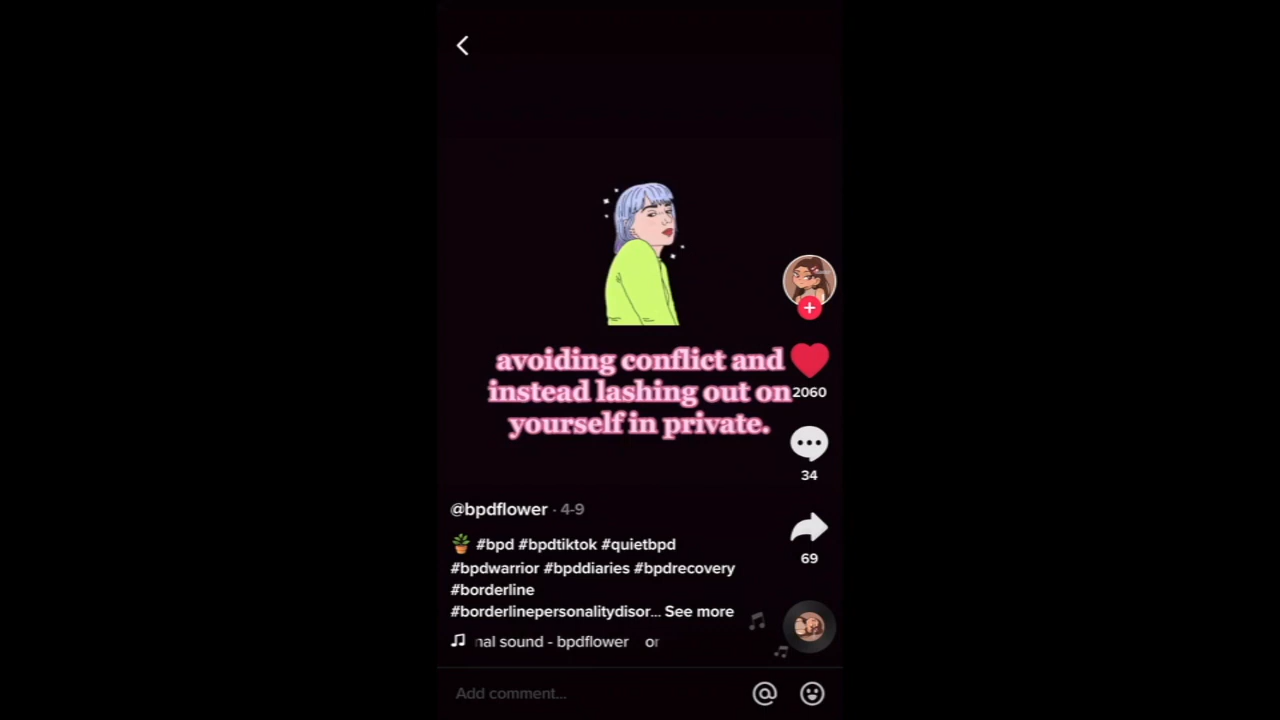 avoiding conflict and
instead lashing out on
yourself in private.
2060
34
@bpdflower · 4-9
🪴 #bpd #bpdtiktok #quietbpd
#bpdwarrior #bpddiaries #bpdrecovery
#borderline
#borderlinepersonalitydisor... See more
69
nal sound - bpdflower or
Add comment...